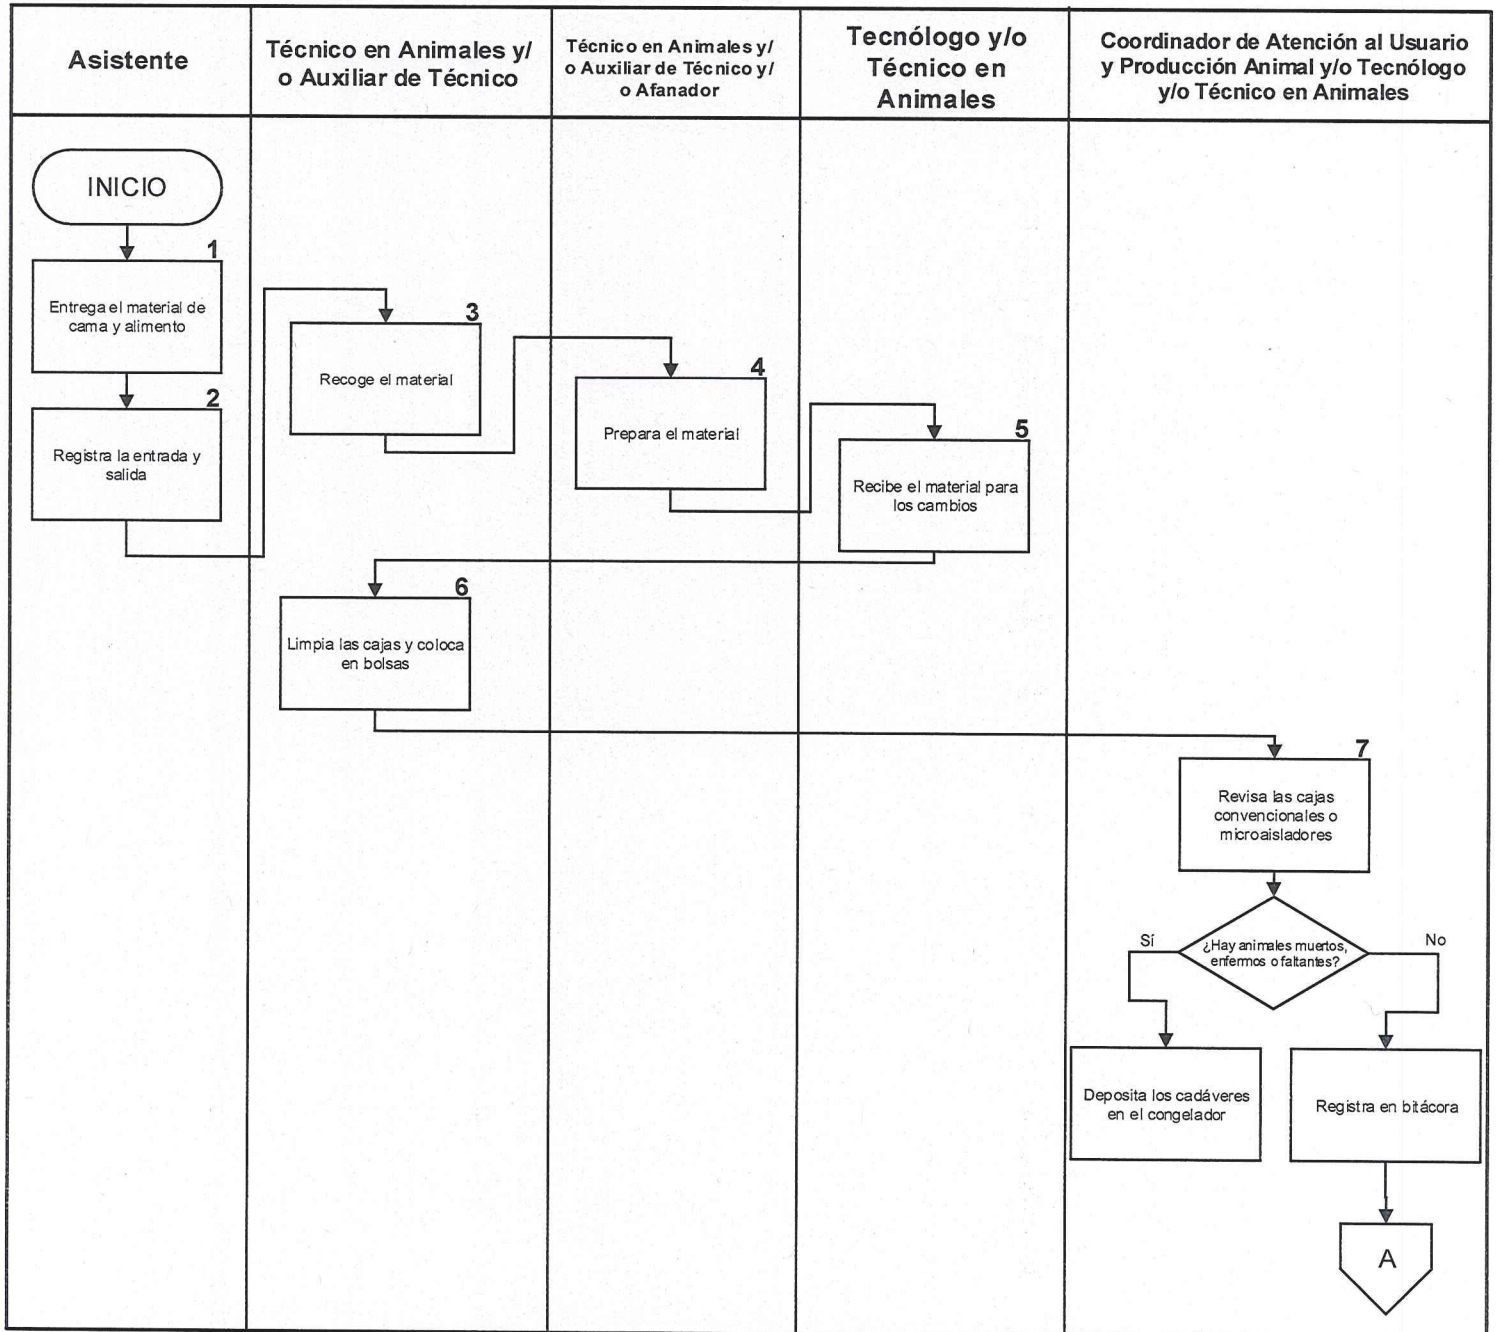 Asistente
Técnico en Animales y/
o Auxiliar de Técnico
Técnico en Animales y/
o Auxiliar de Técnico y/
o Afanador
Tecnólogo y/o
Técnico en
Animales
Coordinador de Atención al Usuario
y Producción Animal y/o Tecnólogo
y/o Técnico en Animales
INICIO
1
Entrega el material de
cama y alimento
2
Registra la entrada y
salida
3
Recoge el material
4
Prepara el material
5
Recibe el material para
los cambios
6
Limpia las cajas y coloca
en bolsas
7
Revisa las cajas
convencionales o
microaisladores
¿Hay animales muertos,
enfermos o faltantes?
Sí
No
Deposita los cadáveres
en el congelador
Registra en bitácora
A